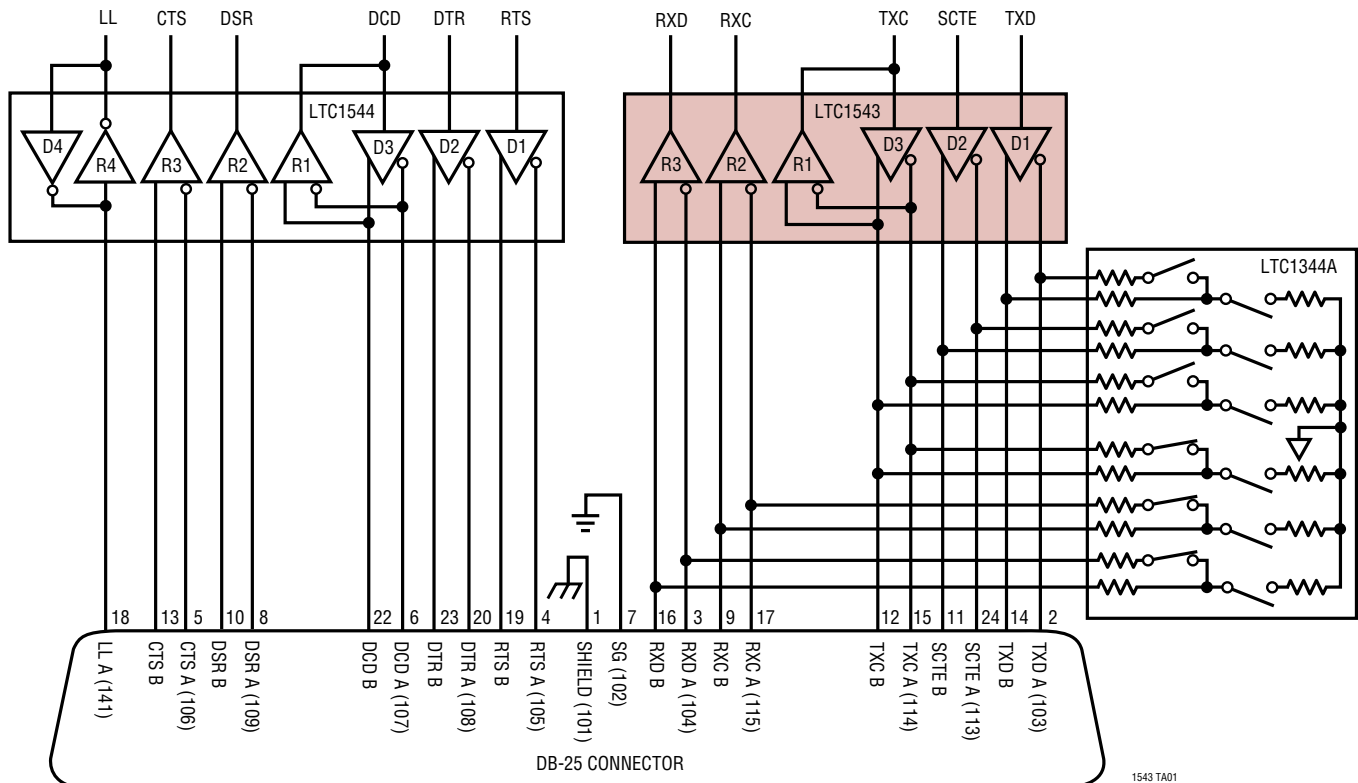 LL CTS DSR DCD DTR RTS RXD RXC TXC SCTE TXD
LTC1544 LTC1543
D4 R4 R3 R2 R1 D3 D2 D1 R3 R2 R1 D3 D2 D1
LTC1344A
18 13 5 10 8 22 6 23 20 19 4 1 7 16 3 9 17 12 15 11 24 14 2
LL A (141)
CTS B
CTS A (106)
DSR B
DSR A (109)
DCD B
DCD A (107)
DTR B
DTR A (108)
RTS B
RTS A (105)
SHIELD (101)
SG (102)
RXD B
RXD A (104)
RXC B
RXC A (115)
TXC B
TXC A (114)
SCTE B
SCTE A (113)
TXD B
TXD A (103)
DB-25 CONNECTOR
1543 TA01